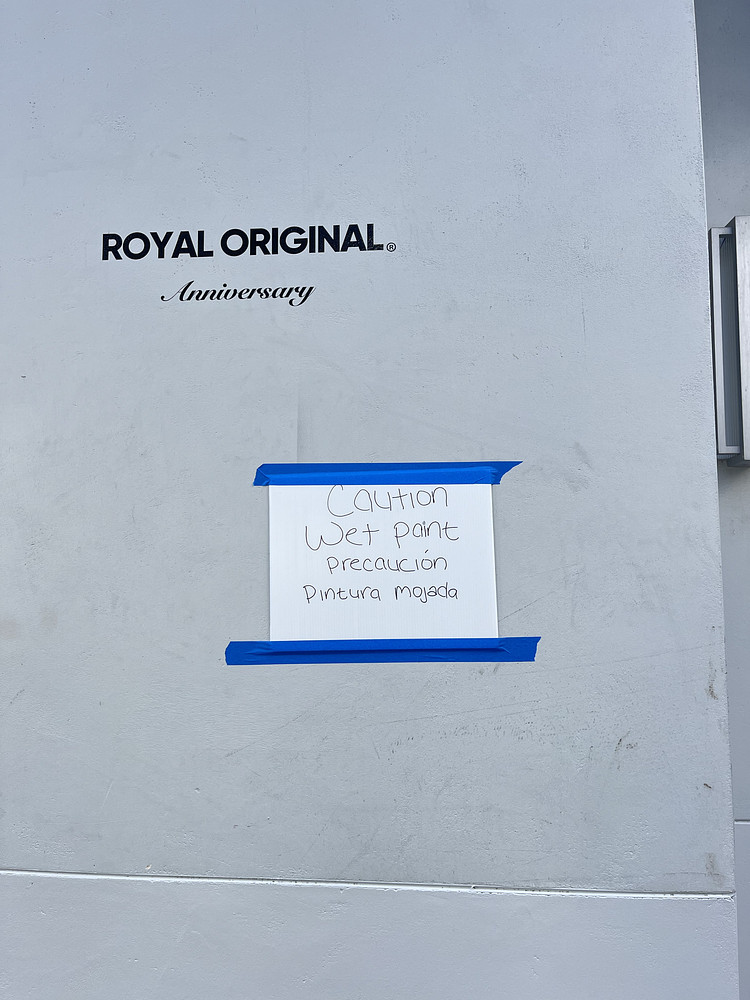 ROYAL ORIGINAL®
Anniversary
Caution
Wet paint
precaución
Pintura mojada